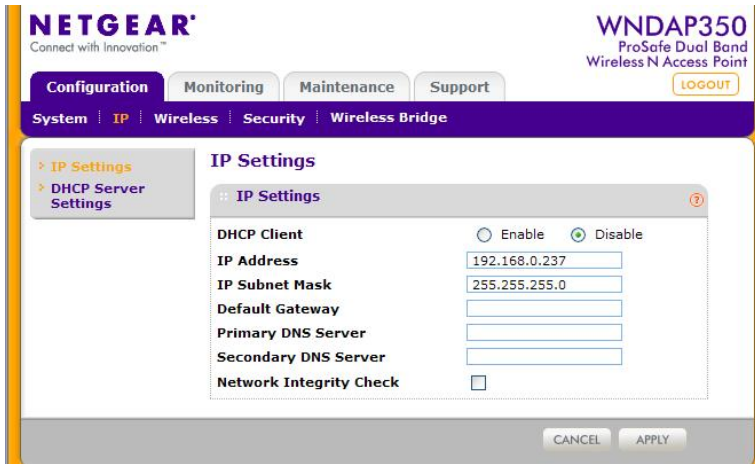 NETGEAR®
Connect with Innovation™
WNDAP350
ProSafe Dual Band
Wireless N Access Point
Configuration Monitoring Maintenance Support
LOGOUT
System IP Wireless Security Wireless Bridge
IP Settings
DHCP Server
Settings
IP Settings
IP Settings
?
DHCP Client Enable Disable
IP Address 192.168.0.237
IP Subnet Mask 255.255.255.0
Default Gateway
Primary DNS Server
Secondary DNS Server
Network Integrity Check
CANCEL APPLY